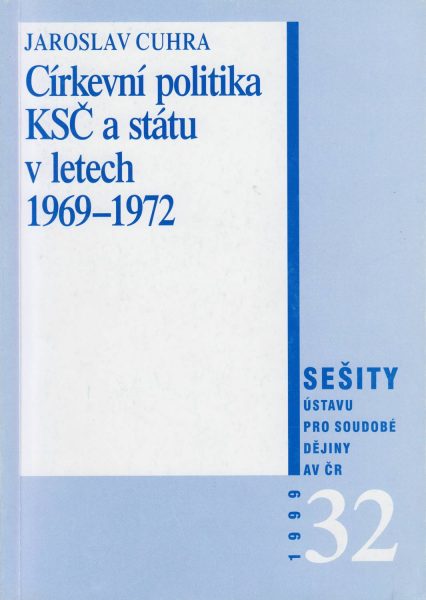 JAROSLAV CUHRA
Církevní politika
KSČ a státu
v letech
1969–1972
SEŠITY
ÚSTAVU
PRO SOUDOBÉ
DĚJINY
AV ČR
1999
32